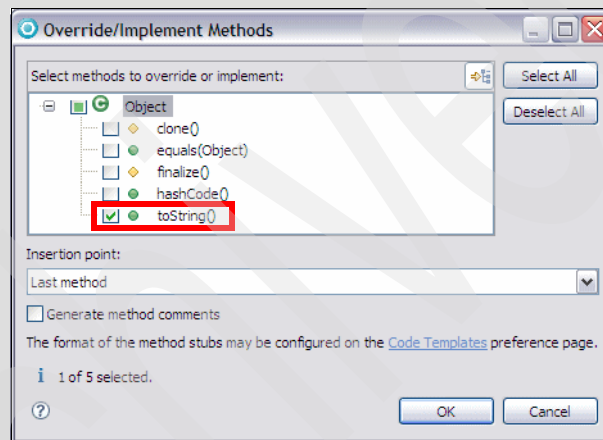 Override/Implement Methods
Select methods to override or implement:
Select All
Deselect All
Object
clone()
equals(Object)
finalize()
hashCode()
toString()
Insertion point:
Last method
Generate method comments
The format of the method stubs may be configured on the Code Templates preference page.
i 1 of 5 selected.
? OK Cancel